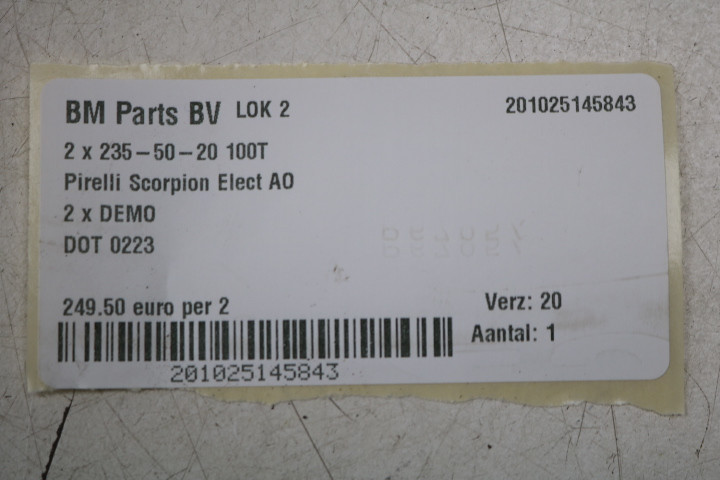 BM Parts BV LOK 2 201025145843
2 x 235-50-20 100T
Pirelli Scorpion Elect AO
2 x DEMO
DOT 0223
249.50 euro per 2 Verz: 20
Aantal: 1
201025145843